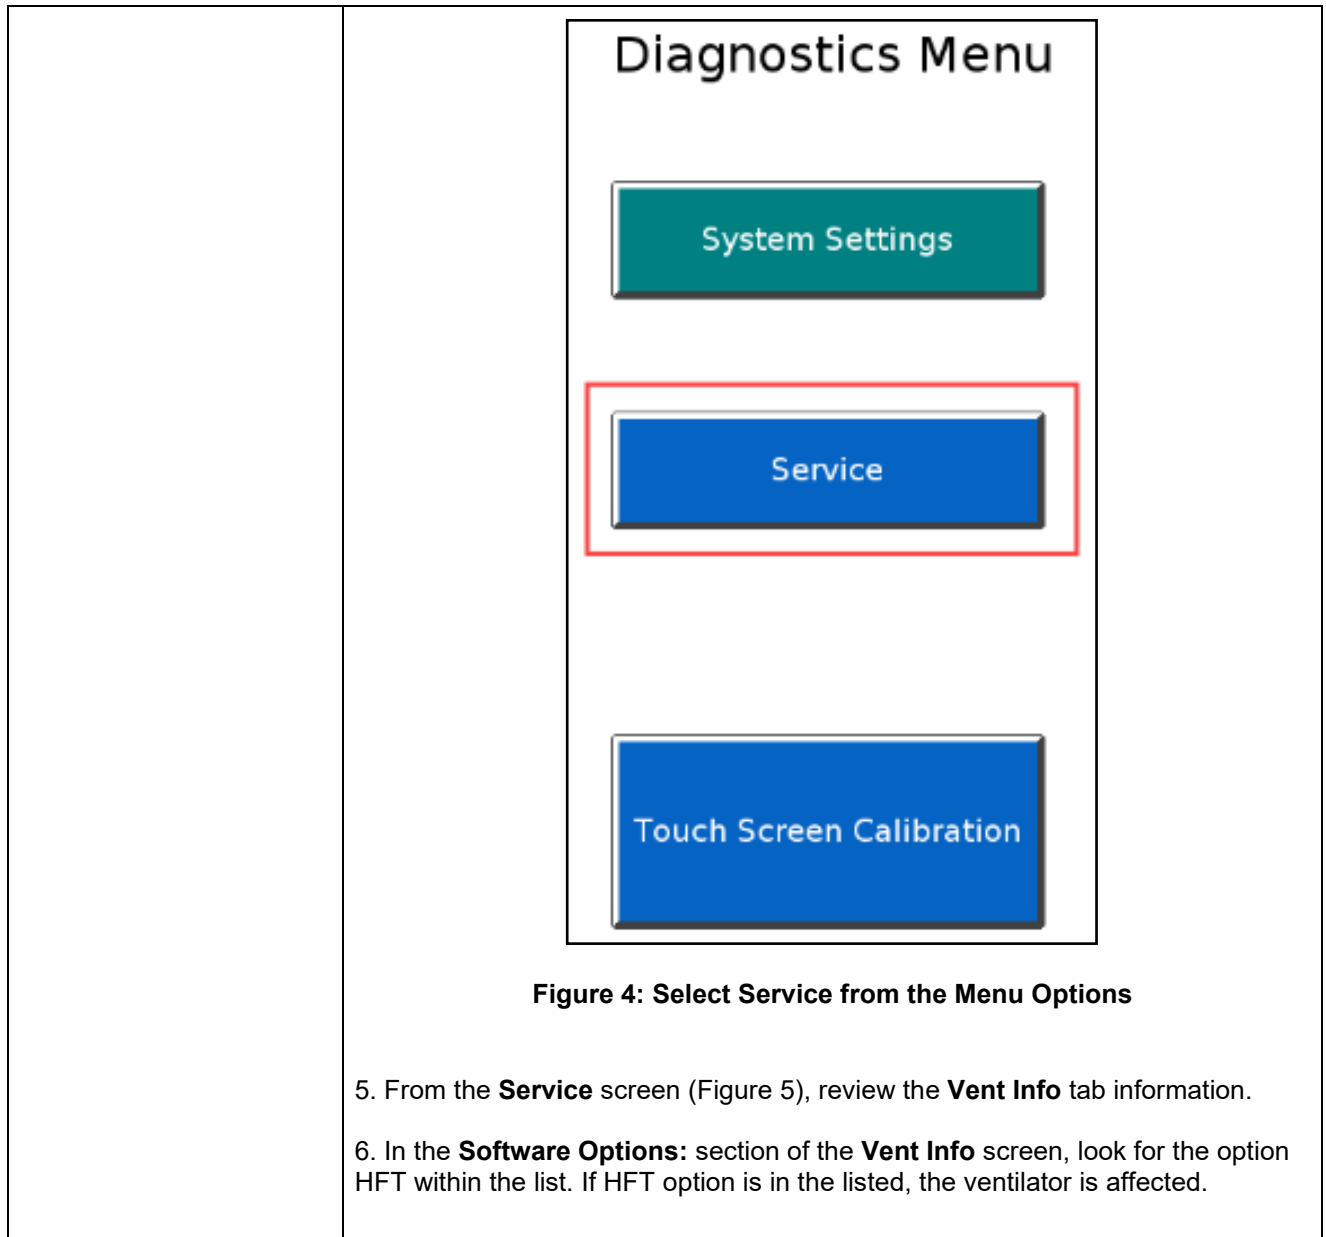 Diagnostics Menu
System Settings
Service
Touch Screen Calibration
Figure 4: Select Service from the Menu Options
5. From the Service screen (Figure 5), review the Vent Info tab information.
6. In the Software Options: section of the Vent Info screen, look for the option
HFT within the list. If HFT option is in the listed, the ventilator is affected.